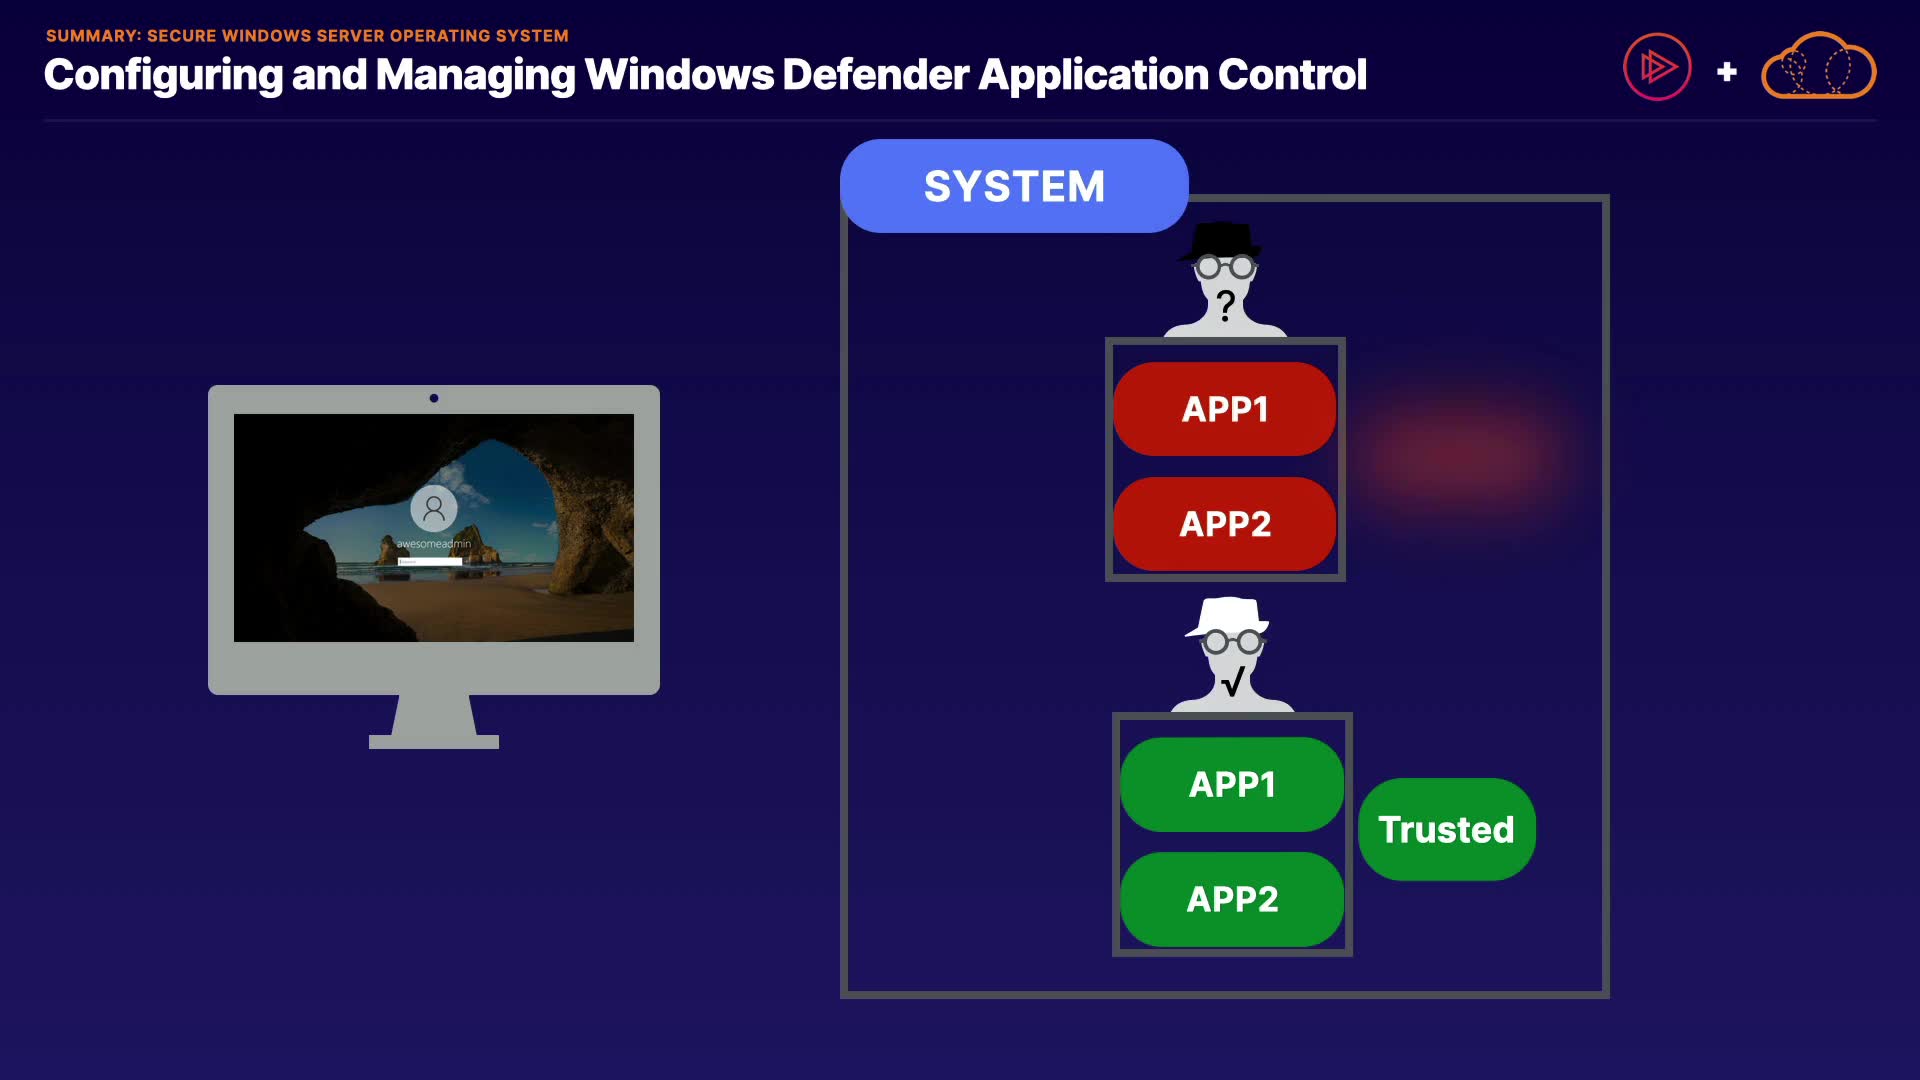 SUMMARY: SECURE WINDOWS SERVER OPERATING SYSTEM
Configuring and Managing Windows Defender Application Control
+
SYSTEM
?
APP1
APP2
awesomeadmin
√
APP1
Trusted
APP2